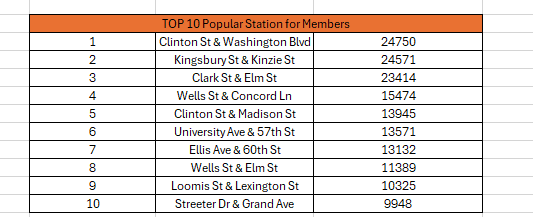 TOP 10 Popular Station for Members
1 Clinton St & Washington Blvd 24750
2 Kingsbury St & Kinzie St 24571
3 Clark St & Elm St 23414
4 Wells St & Concord Ln 15474
5 Clinton St & Madison St 13945
6 University Ave & 57th St 13571
7 Ellis Ave & 60th St 13132
8 Wells St & Elm St 11389
9 Loomis St & Lexington St 10325
10 Streeter Dr & Grand Ave 9948